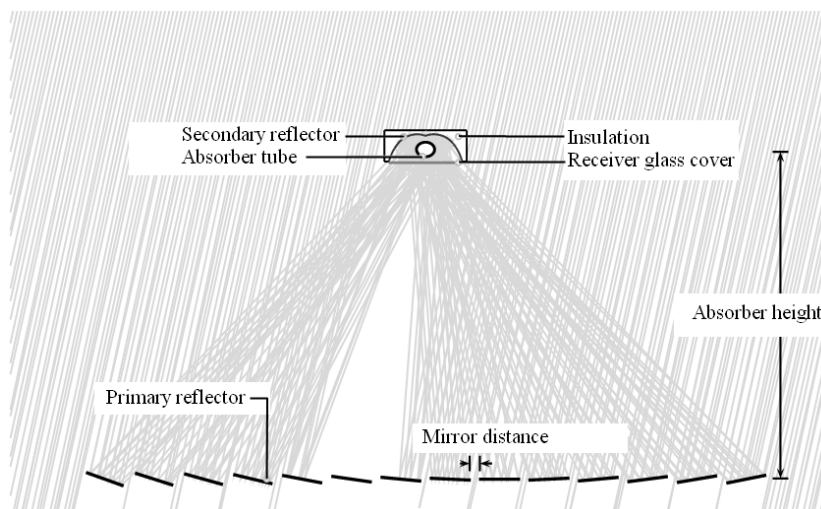 Secondary reflector
Insulation
Absorber tube
Receiver glass cover
Absorber height
Primary reflector
Mirror distance